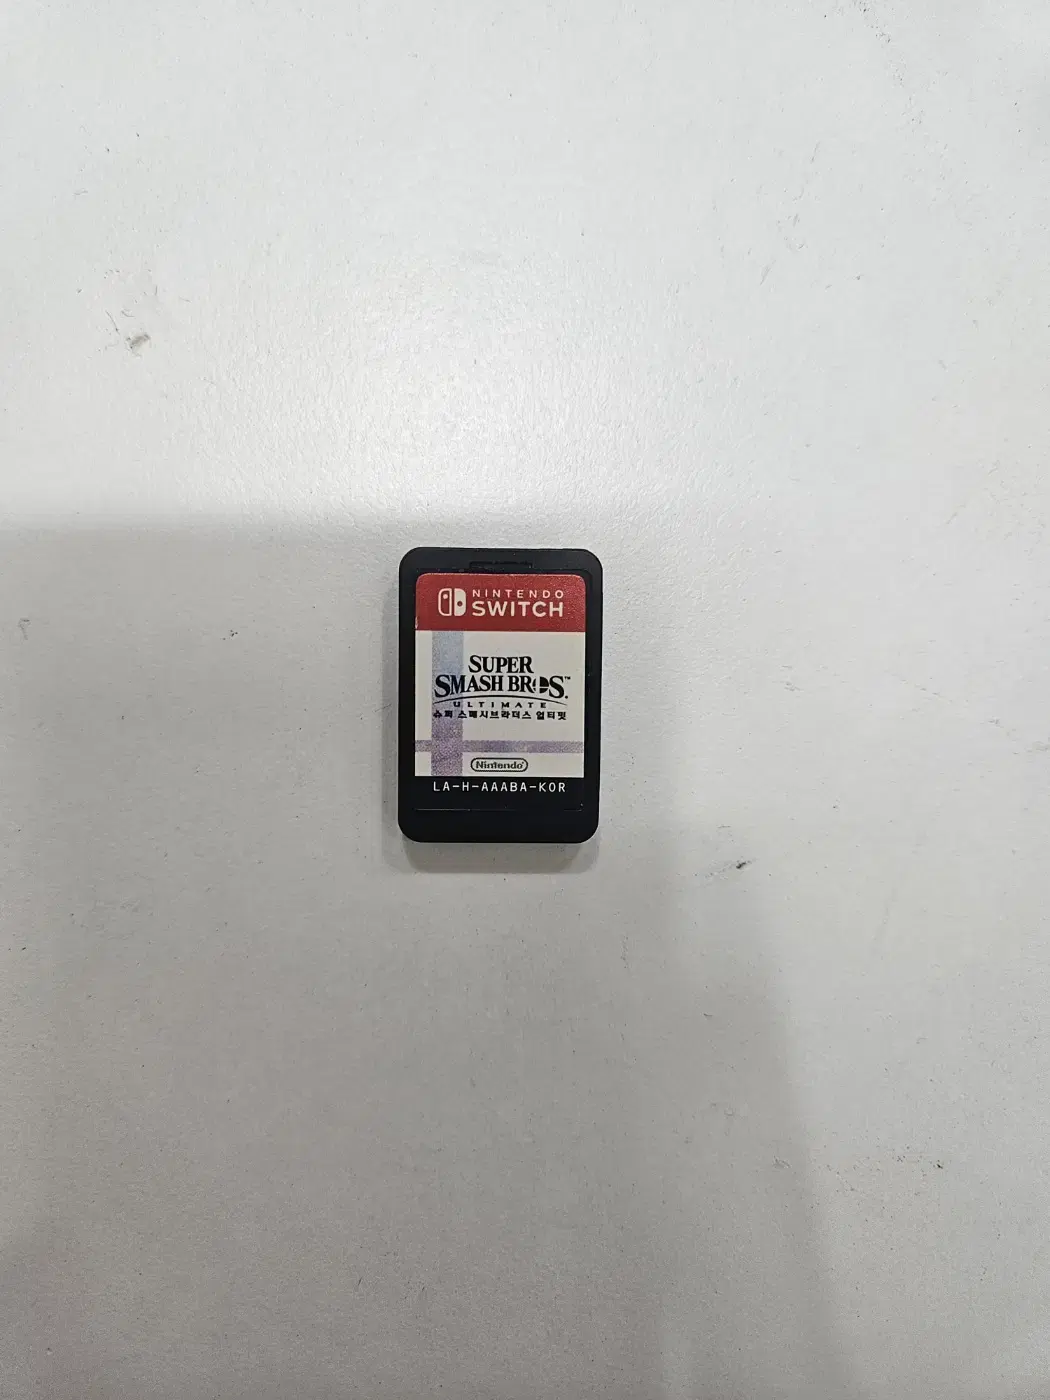 NINTENDO
SWITCH
SUPER
SMASH BROS.™
ULTIMATE
슈퍼 스매시브라더스 얼티밋
Nintendo
LA-H-AAABA-KOR